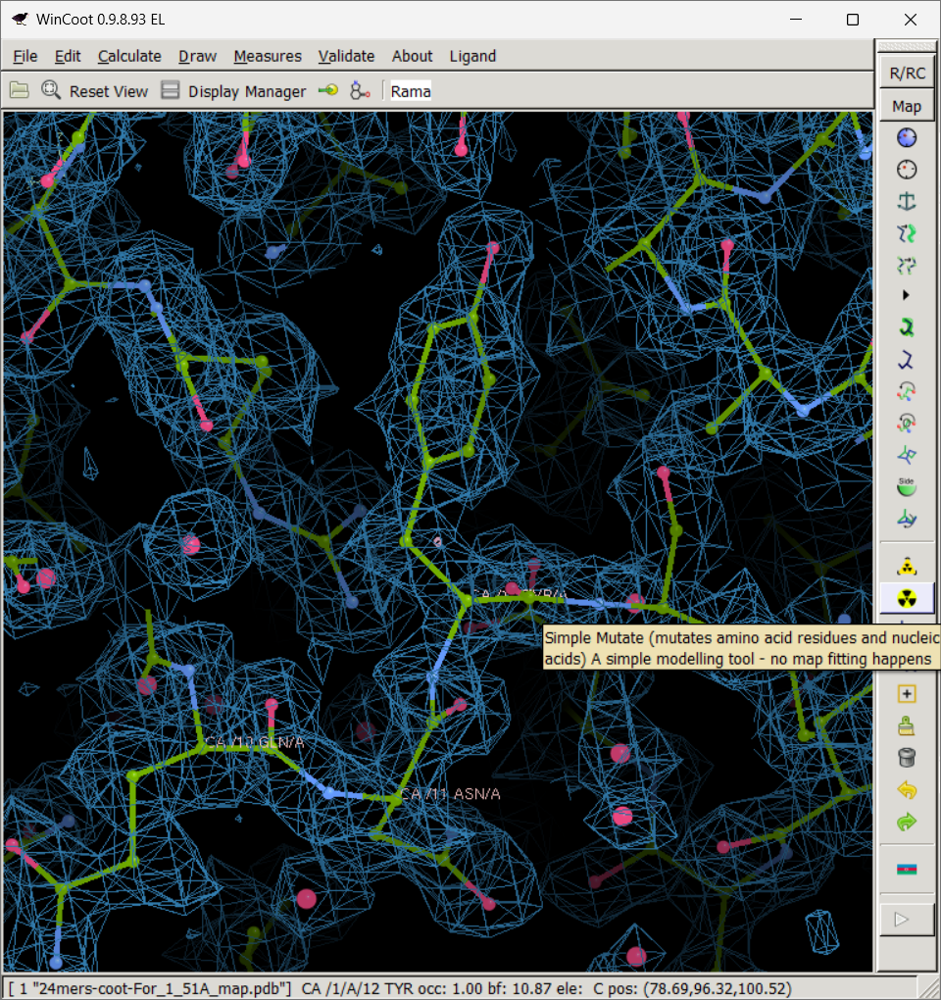 WinCoot 0.9.8.93 EL
File Edit Calculate Draw Measures Validate About Ligand
R/RC
Reset View Display Manager Rama
Map
Side
Simple Mutate (mutates amino acid residues and nucleic
acids) A simple modelling tool - no map fitting happens
CA /10 GLN/A
CA /11 ASN/A
[ 1 "24mers-coot-For_1_51A_map.pdb"] CA /1/A/12 TYR occ: 1.00 bf: 10.87 ele: C pos: (78.69,96.32,100.52)